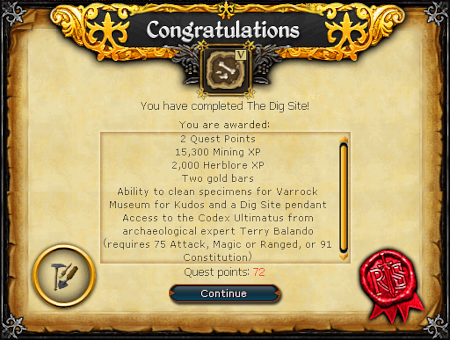 Congratulations
V
You have completed The Dig Site!
You are awarded:
2 Quest Points
15,300 Mining XP
2,000 Herblore XP
Two gold bars
Ability to clean specimens for Varrock
Museum for Kudos and a Dig Site pendant
Access to the Codex Ultimatus from
archaeological expert Terry Balando
(requires 75 Attack, Magic or Ranged, or 91
Constitution)
Quest points: 72
Continue
RS